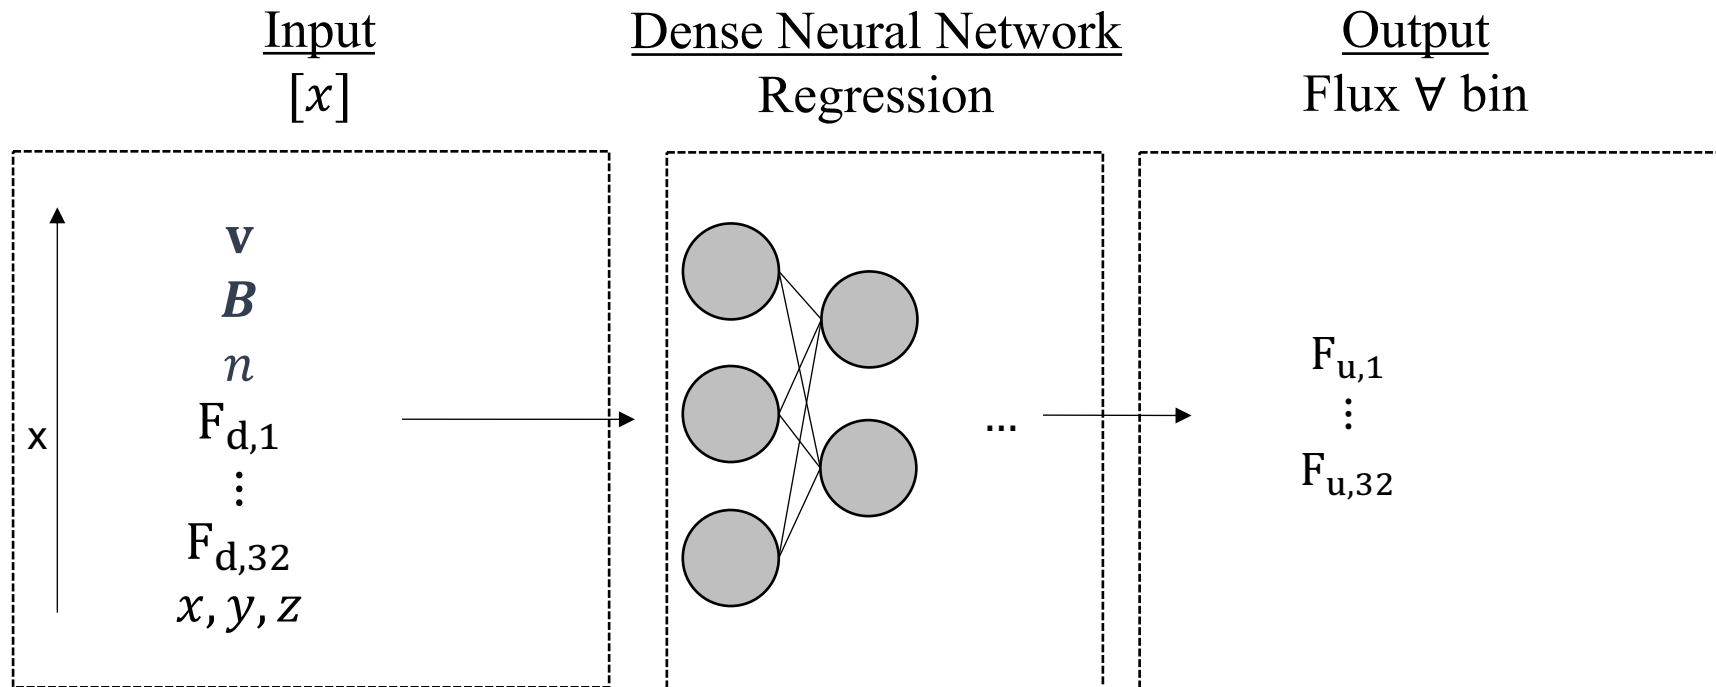 Input
[x]
Dense Neural Network
Regression
Output
Flux ∀ bin
x
v
B
n
F_d,1
⋮
F_d,32
x, y, z
...
F_u,1
⋮
F_u,32